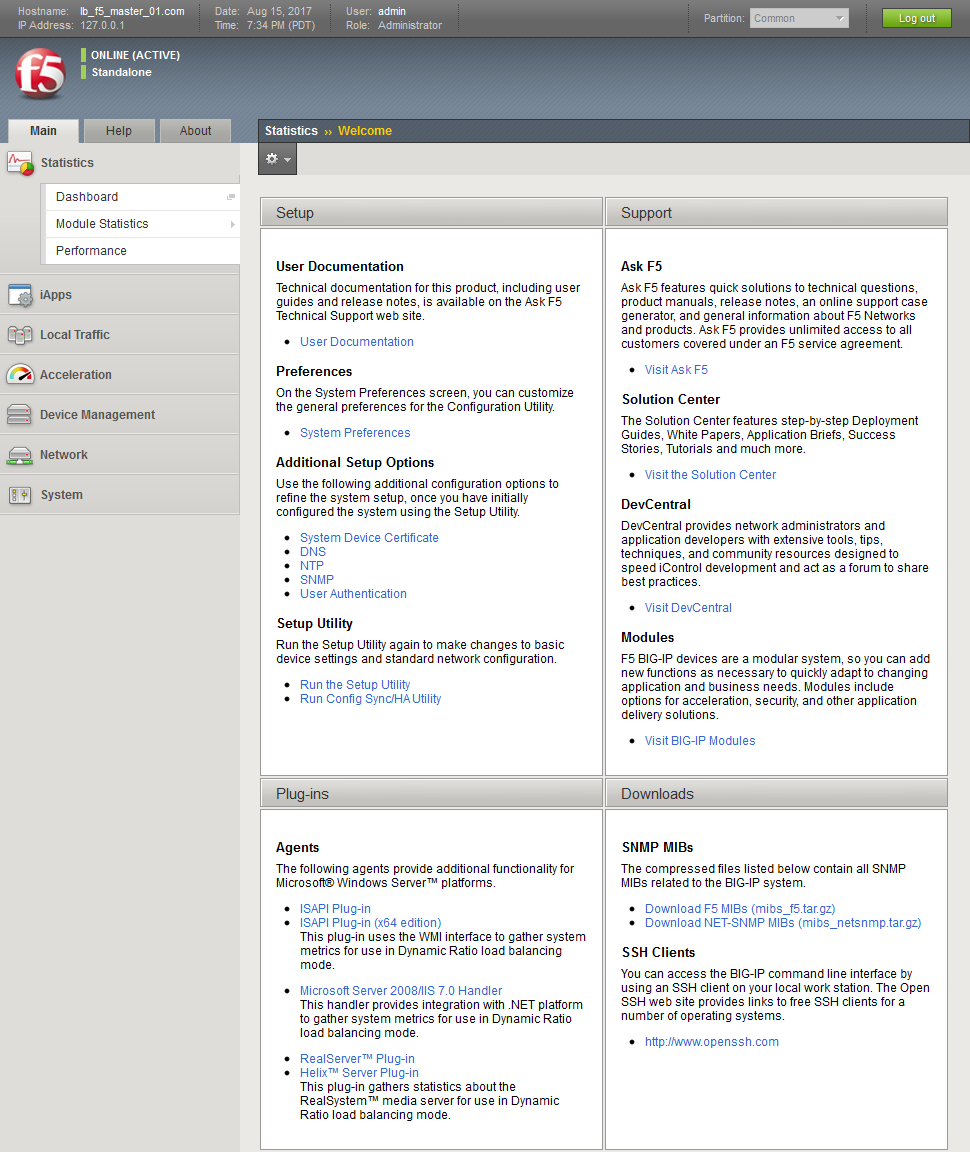 Hostname: lb_f5_master_01.com Date: Aug 15, 2017 User: admin
IP Address: 127.0.0.1 Time: 7:34 PM (PDT) Role: Administrator
Partition: Common Log out
f5
ONLINE (ACTIVE)
Standalone
Main Help About
Statistics ›› Welcome
Statistics
Dashboard
Module Statistics
Performance
iApps
Local Traffic
Acceleration
Device Management
Network
System
Setup
User Documentation
Technical documentation for this product, including user
guides and release notes, is available on the Ask F5
Technical Support web site.
• User Documentation
Preferences
On the System Preferences screen, you can customize
the general preferences for the Configuration Utility.
• System Preferences
Additional Setup Options
Use the following additional configuration options to
refine the system setup, once you have initially
configured the system using the Setup Utility.
• System Device Certificate
• DNS
• NTP
• SNMP
• User Authentication
Setup Utility
Run the Setup Utility again to make changes to basic
device settings and standard network configuration.
• Run the Setup Utility
• Run Config Sync/HA Utility
Support
Ask F5
Ask F5 features quick solutions to technical questions,
product manuals, release notes, an online support case
generator, and general information about F5 Networks
and products. Ask F5 provides unlimited access to all
customers covered under an F5 service agreement.
• Visit Ask F5
Solution Center
The Solution Center features step-by-step Deployment
Guides, White Papers, Application Briefs, Success
Stories, Tutorials and much more.
• Visit the Solution Center
DevCentral
DevCentral provides network administrators and
application developers with extensive tools, tips,
techniques, and community resources designed to
speed iControl development and act as a forum to share
best practices.
• Visit DevCentral
Modules
F5 BIG-IP devices are a modular system, so you can add
new functions as necessary to quickly adapt to changing
application and business needs. Modules include
options for acceleration, security, and other application
delivery solutions.
• Visit BIG-IP Modules
Plug-ins
Agents
The following agents provide additional functionality for
Microsoft® Windows Server™ platforms.
• ISAPI Plug-in
• ISAPI Plug-in (x64 edition)
This plug-in uses the WMI interface to gather system
metrics for use in Dynamic Ratio load balancing
mode.
• Microsoft Server 2008/IIS 7.0 Handler
This handler provides integration with .NET platform
to gather system metrics for use in Dynamic Ratio
load balancing mode.
• RealServer™ Plug-in
• Helix™ Server Plug-in
This plug-in gathers statistics about the
RealSystem™ media server for use in Dynamic
Ratio load balancing mode.
Downloads
SNMP MIBs
The compressed files listed below contain all SNMP
MIBs related to the BIG-IP system.
• Download F5 MIBs (mibs_f5.tar.gz)
• Download NET-SNMP MIBs (mibs_netsnmp.tar.gz)
SSH Clients
You can access the BIG-IP command line interface by
using an SSH client on your local work station. The Open
SSH web site provides links to free SSH clients for a
number of operating systems.
• http://www.openssh.com